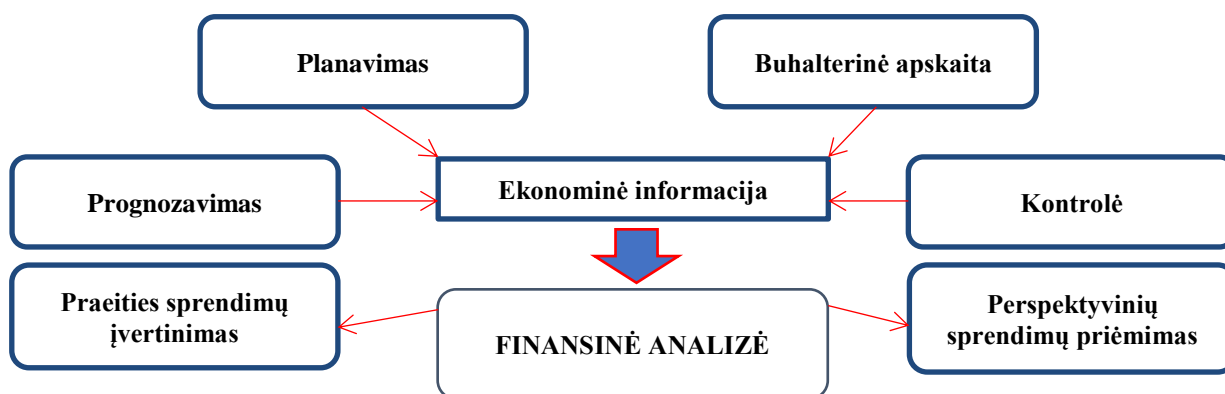 Planavimas
Buhalterinė apskaita
Ekonominė informacija
Prognozavimas
Kontrolė
Praeities sprendimų
įvertinimas
FINANSINĖ ANALIZĖ
Perspektyvinių
sprendimų priėmimas